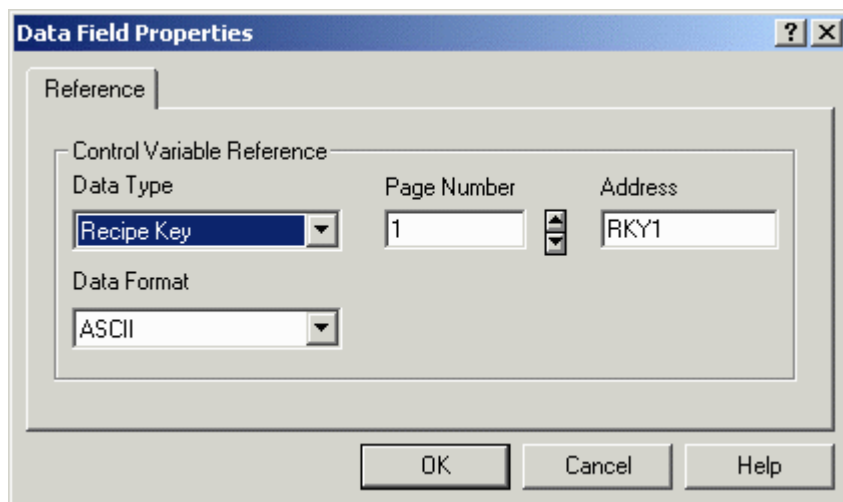 Data Field Properties
Reference
Control Variable Reference
Data Type Page Number Address
Recipe Key 1 RKY1
Data Format
ASCII
OK Cancel Help